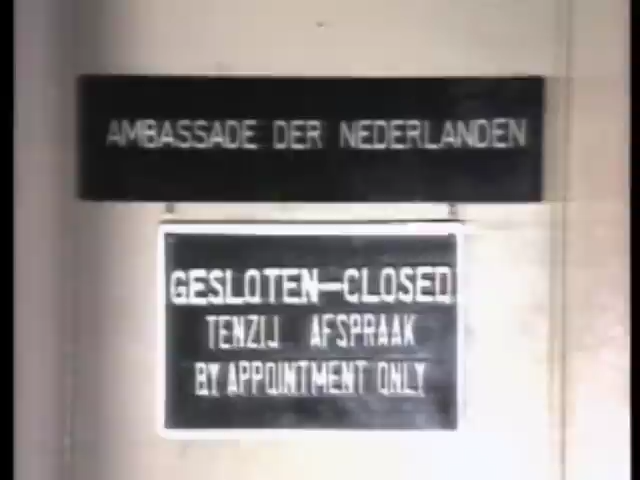 AMBASSADE DER NEDERLANDEN
GESLOTEN-CLOSED
TENZIJ AFSPRAAK
BY APPOINTMENT ONLY